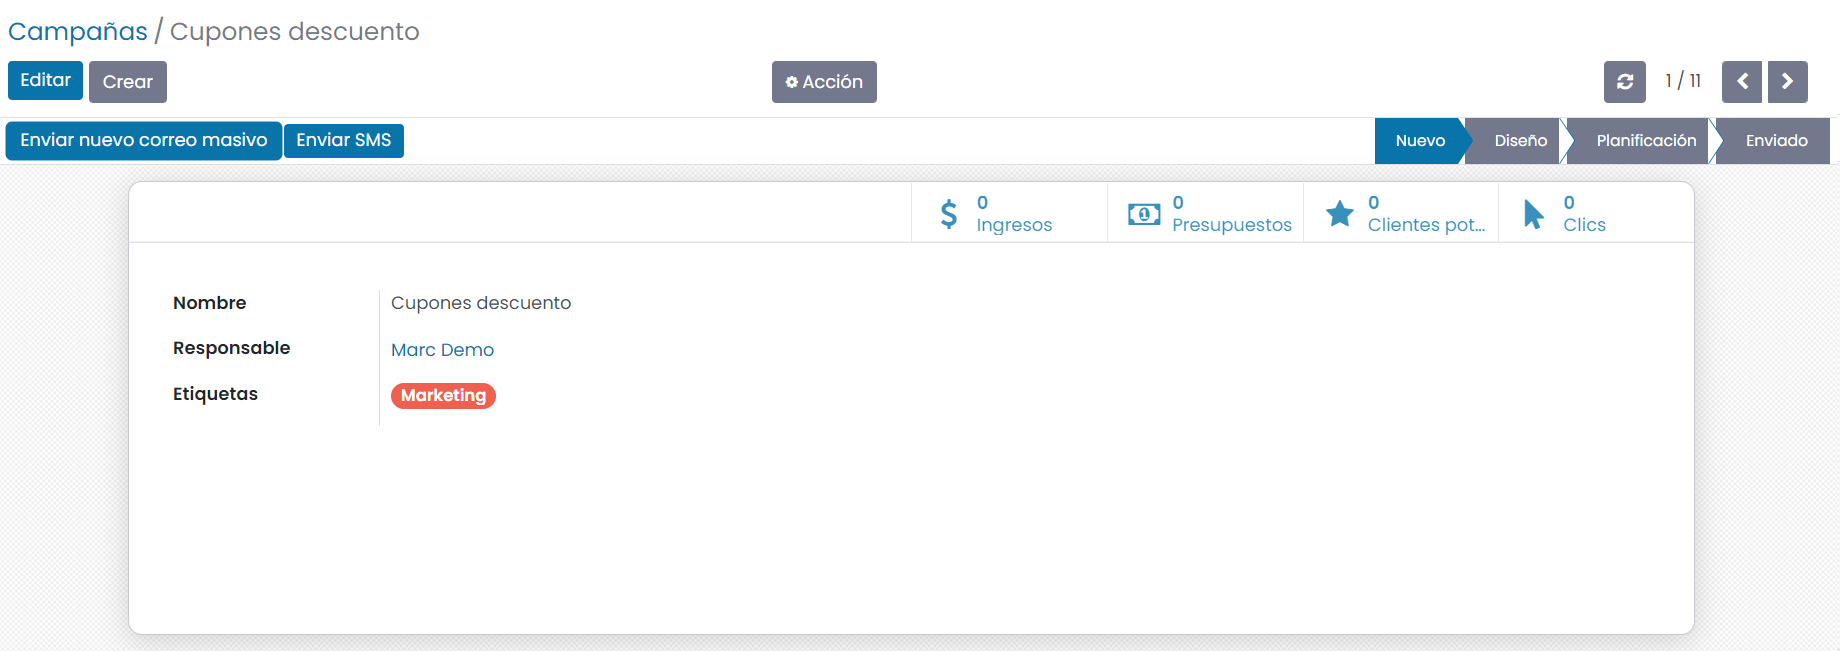 Campañas / Cupones descuento
Editar Crear Acción 1 / 11
Enviar nuevo correo masivo Enviar SMS Nuevo Diseño Planificación Enviado
0 Ingresos
0 Presupuestos
0 Clientes pot...
0 Clics
Nombre Cupones descuento
Responsable Marc Demo
Etiquetas Marketing